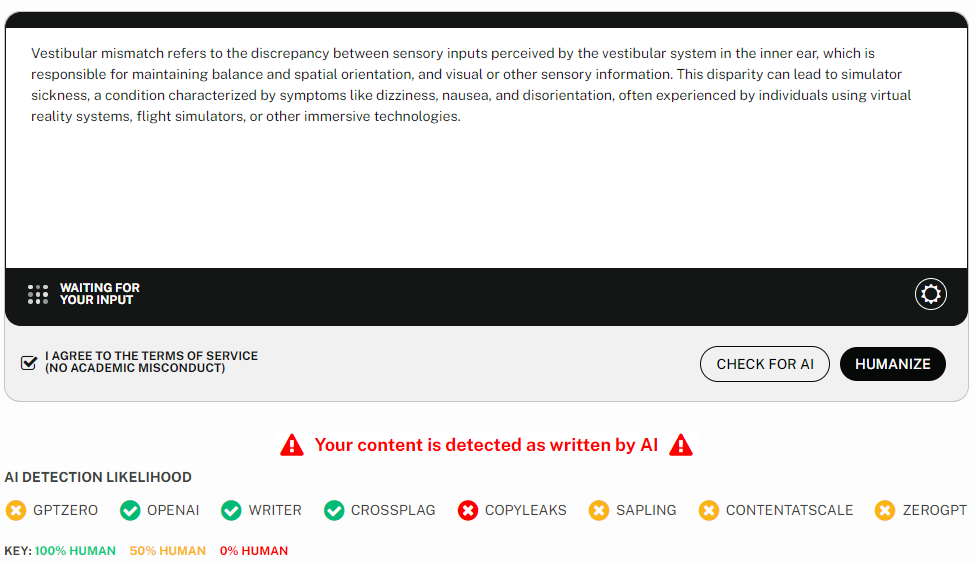 Vestibular mismatch refers to the discrepancy between sensory inputs perceived by the vestibular system in the inner ear, which is
responsible for maintaining balance and spatial orientation, and visual or other sensory information. This disparity can lead to simulator
sickness, a condition characterized by symptoms like dizziness, nausea, and disorientation, often experienced by individuals using virtual
reality systems, flight simulators, or other immersive technologies.
WAITING FOR
YOUR INPUT
I AGREE TO THE TERMS OF SERVICE
(NO ACADEMIC MISCONDUCT)
CHECK FOR AI
HUMANIZE
Your content is detected as written by AI
AI DETECTION LIKELIHOOD
GPTZERO OPENAI WRITER CROSSPLAG COPYLEAKS SAPLING CONTENTATSCALE ZEROGPT
KEY: 100% HUMAN 50% HUMAN 0% HUMAN